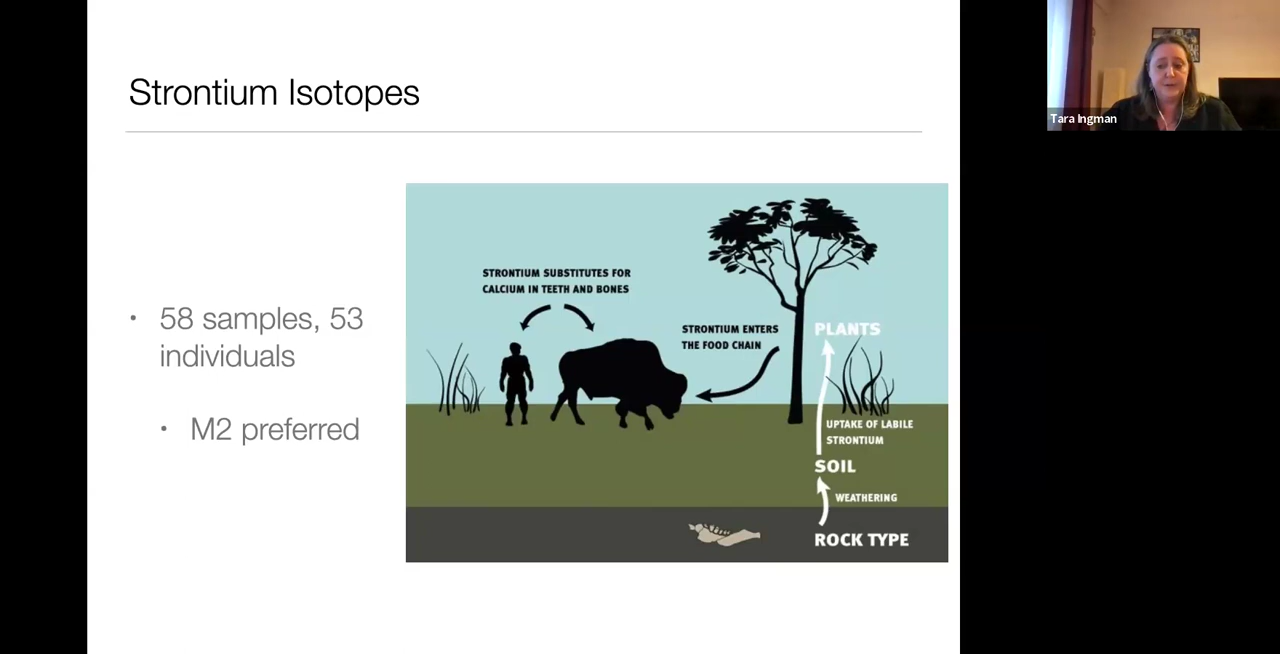 Strontium Isotopes
• 58 samples, 53
individuals
• M2 preferred
STRONTIUM SUBSTITUTES FOR
CALCIUM IN TEETH AND BONES
STRONTIUM ENTERS
THE FOOD CHAIN
PLANTS
UPTAKE OF LABILE
STRONTIUM
SOIL
WEATHERING
ROCK TYPE
Tara Ingman